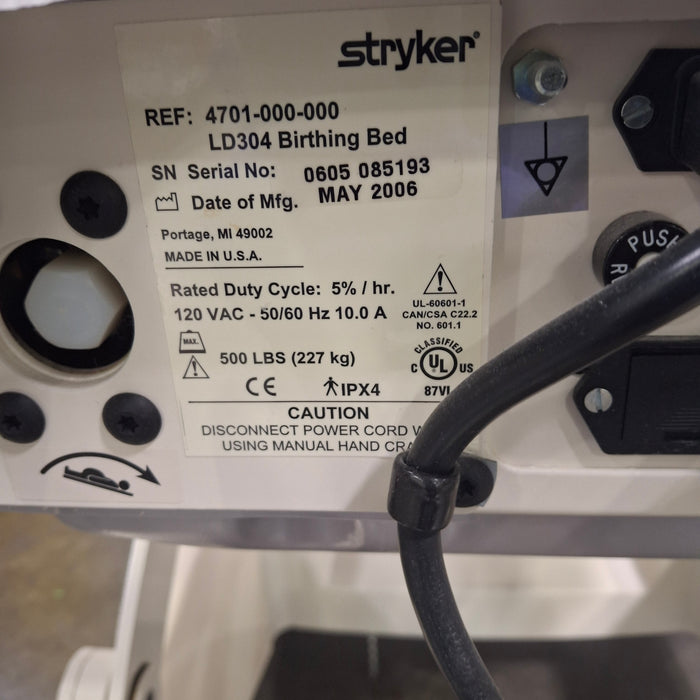 stryker
REF: 4701-000-000
LD304 Birthing Bed
SN Serial No: 0605 085193
Date of Mfg. MAY 2006
Portage, MI 49002
MADE IN U.S.A.
Rated Duty Cycle: 5% / hr.
120 VAC - 50/60 Hz 10.0 A
UL-60601-1
CAN/CSA C22.2
NO. 601.1
MAX.
500 LBS (227 kg)
CLASSIFIED
C UL US
87VL
CE IPX4
CAUTION
DISCONNECT POWER CORD
USING MANUAL HAND
PUSH